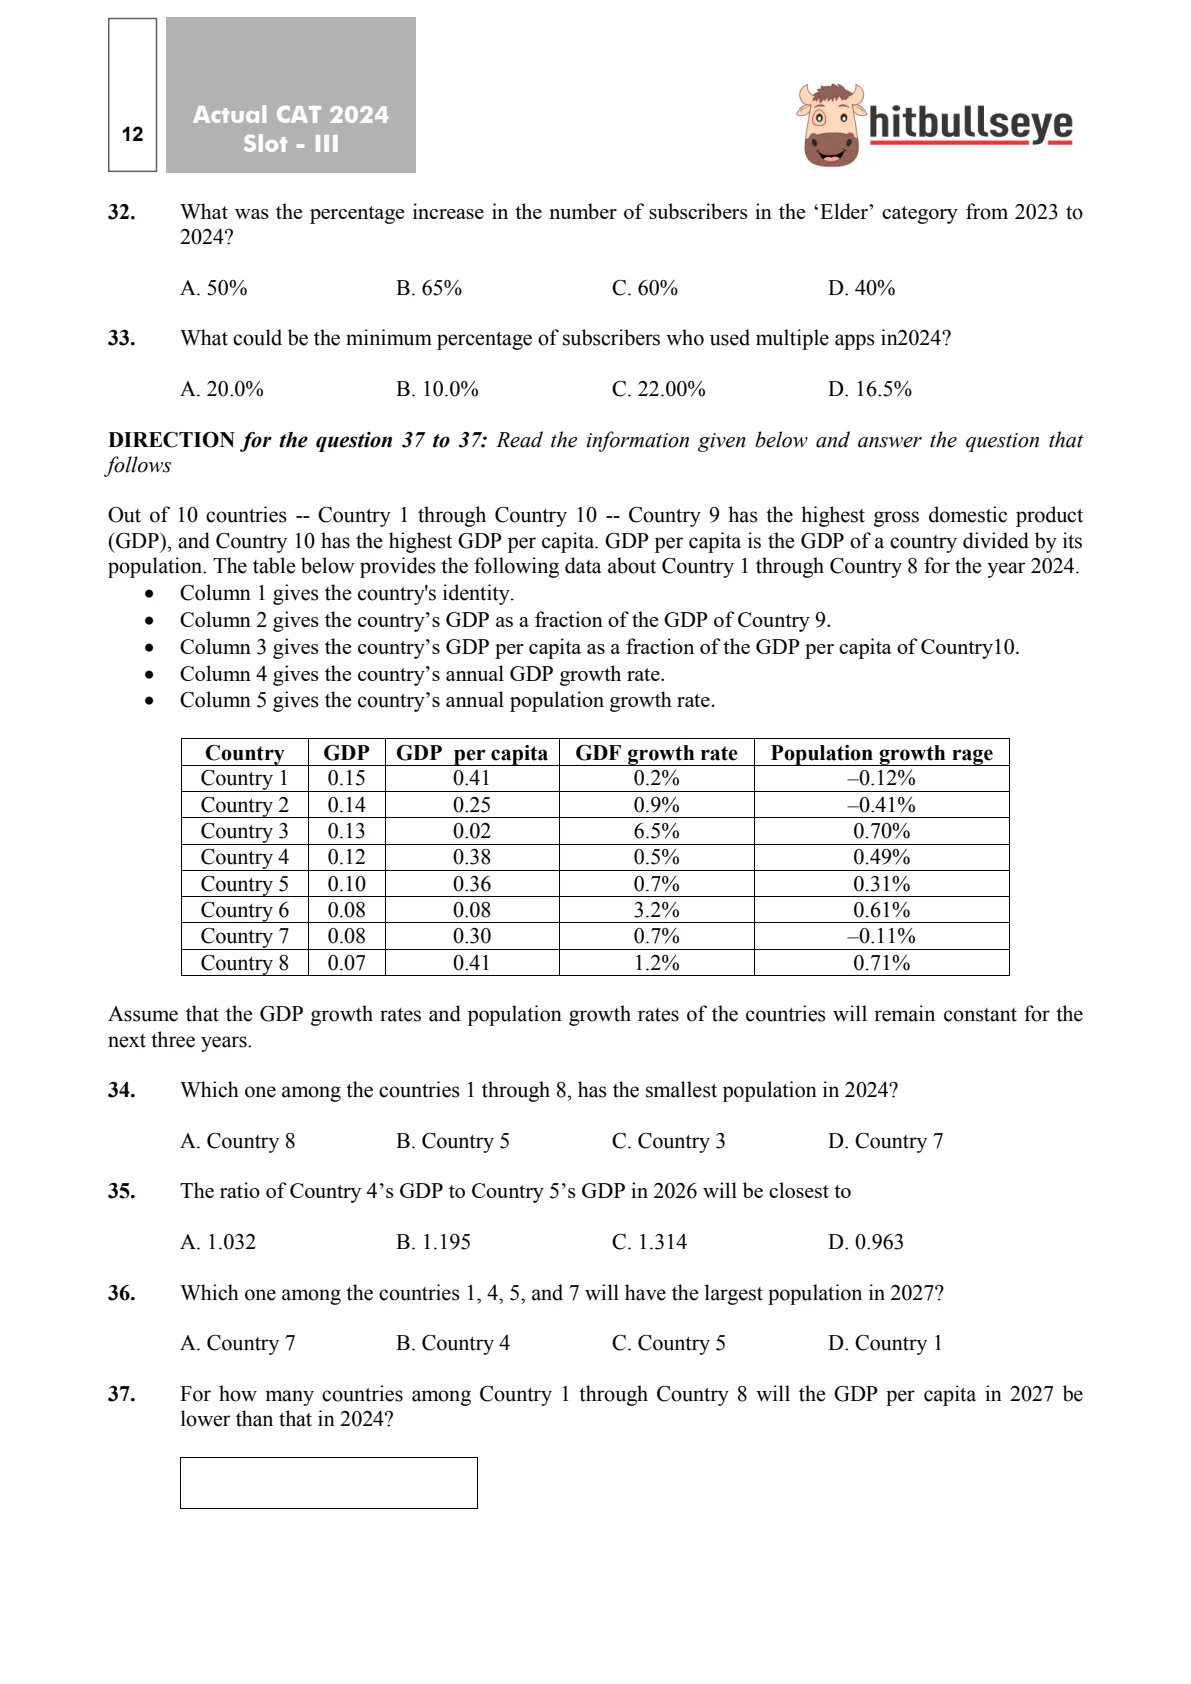 12
Actual CAT 2024
Slot - III
hitbullseye
32. What was the percentage increase in the number of subscribers in the ‘Elder’ category from 2023 to
2024?
A. 50% B. 65% C. 60% D. 40%
33. What could be the minimum percentage of subscribers who used multiple apps in2024?
A. 20.0% B. 10.0% C. 22.00% D. 16.5%
DIRECTION for the question 37 to 37: Read the information given below and answer the question that
follows
Out of 10 countries -- Country 1 through Country 10 -- Country 9 has the highest gross domestic product
(GDP), and Country 10 has the highest GDP per capita. GDP per capita is the GDP of a country divided by its
population. The table below provides the following data about Country 1 through Country 8 for the year 2024.
• Column 1 gives the country's identity.
• Column 2 gives the country’s GDP as a fraction of the GDP of Country 9.
• Column 3 gives the country’s GDP per capita as a fraction of the GDP per capita of Country10.
• Column 4 gives the country’s annual GDP growth rate.
• Column 5 gives the country’s annual population growth rate.
Country GDP GDP per capita GDF growth rate Population growth rage
Country 1 0.15 0.41 0.2% –0.12%
Country 2 0.14 0.25 0.9% –0.41%
Country 3 0.13 0.02 6.5% 0.70%
Country 4 0.12 0.38 0.5% 0.49%
Country 5 0.10 0.36 0.7% 0.31%
Country 6 0.08 0.08 3.2% 0.61%
Country 7 0.08 0.30 0.7% –0.11%
Country 8 0.07 0.41 1.2% 0.71%
Assume that the GDP growth rates and population growth rates of the countries will remain constant for the
next three years.
34. Which one among the countries 1 through 8, has the smallest population in 2024?
A. Country 8 B. Country 5 C. Country 3 D. Country 7
35. The ratio of Country 4’s GDP to Country 5’s GDP in 2026 will be closest to
A. 1.032 B. 1.195 C. 1.314 D. 0.963
36. Which one among the countries 1, 4, 5, and 7 will have the largest population in 2027?
A. Country 7 B. Country 4 C. Country 5 D. Country 1
37. For how many countries among Country 1 through Country 8 will the GDP per capita in 2027 be
lower than that in 2024?